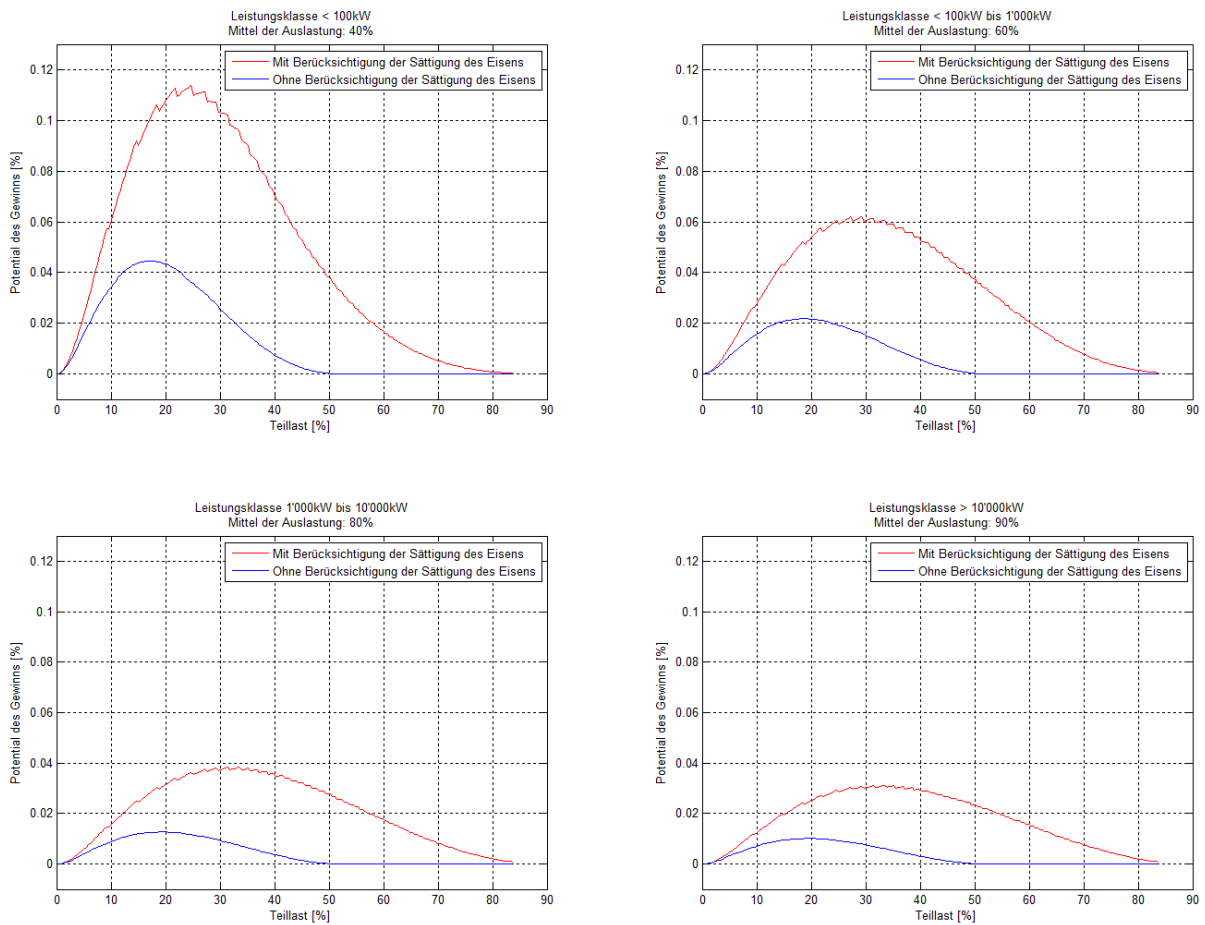 Leistungsklasse < 100kW
Mittel der Auslastung: 40%
Mit Berücksichtigung der Sättigung des Eisens
Ohne Berücksichtigung der Sättigung des Eisens
Potential des Gewinns [%]
0.12
0.1
0.08
0.06
0.04
0.02
0
0 10 20 30 40 50 60 70 80 90
Teillast [%]
Leistungsklasse < 100kW bis 1'000kW
Mittel der Auslastung: 60%
Mit Berücksichtigung der Sättigung des Eisens
Ohne Berücksichtigung der Sättigung des Eisens
Potential des Gewinns [%]
0.12
0.1
0.08
0.06
0.04
0.02
0
0 10 20 30 40 50 60 70 80 90
Teillast [%]
Leistungsklasse 1'000kW bis 10'000kW
Mittel der Auslastung: 80%
Mit Berücksichtigung der Sättigung des Eisens
Ohne Berücksichtigung der Sättigung des Eisens
Potential des Gewinns [%]
0.12
0.1
0.08
0.06
0.04
0.02
0
0 10 20 30 40 50 60 70 80 90
Teillast [%]
Leistungsklasse > 10'000kW
Mittel der Auslastung: 90%
Mit Berücksichtigung der Sättigung des Eisens
Ohne Berücksichtigung der Sättigung des Eisens
Potential des Gewinns [%]
0.12
0.1
0.08
0.06
0.04
0.02
0
0 10 20 30 40 50 60 70 80 90
Teillast [%]